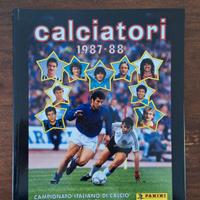 calciatori
1987-88
CAMPIONATO ITALIANO DI CALCIO
PANINI